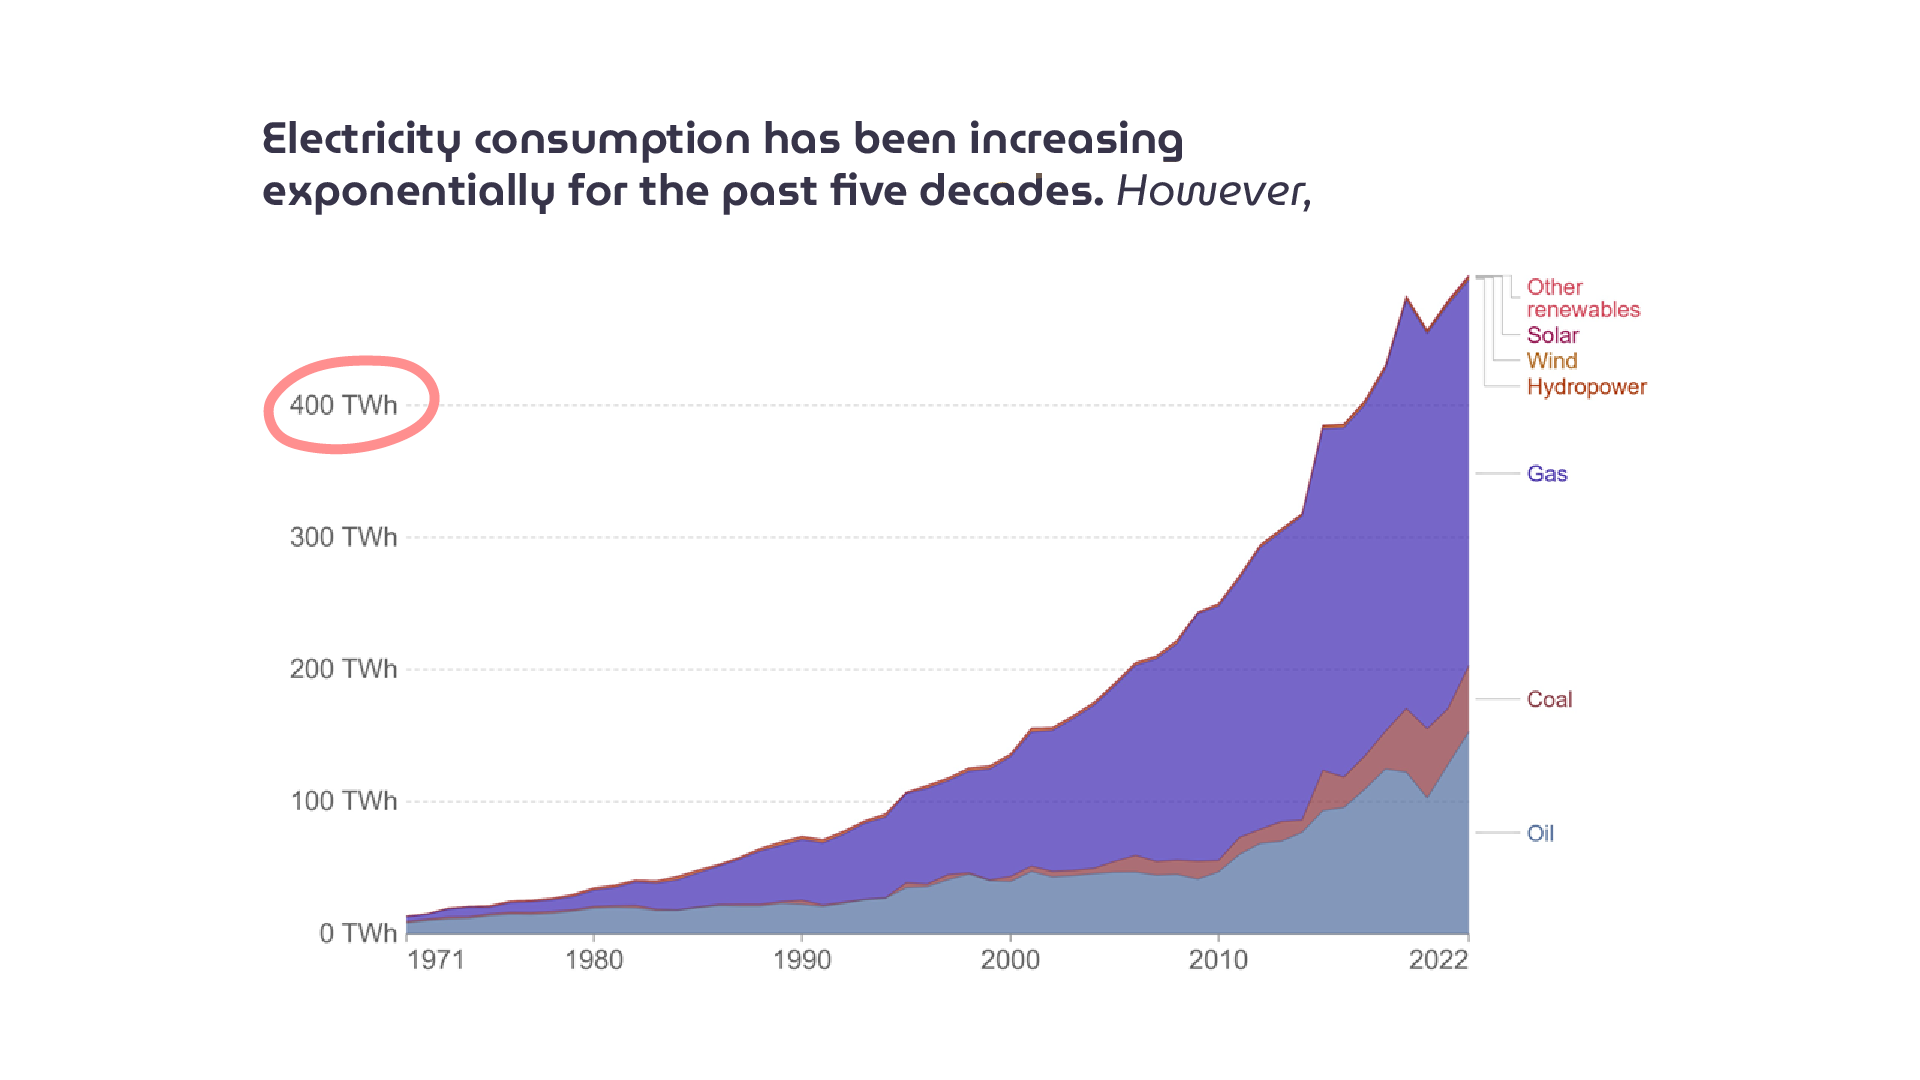 Electricity consumption has been increasing
exponentially for the past five decades. However,
Other
renewables
Solar
Wind
Hydropower
400 TWh
Gas
300 TWh
200 TWh
Coal
100 TWh
Oil
0 TWh
1971 1980 1990 2000 2010 2022